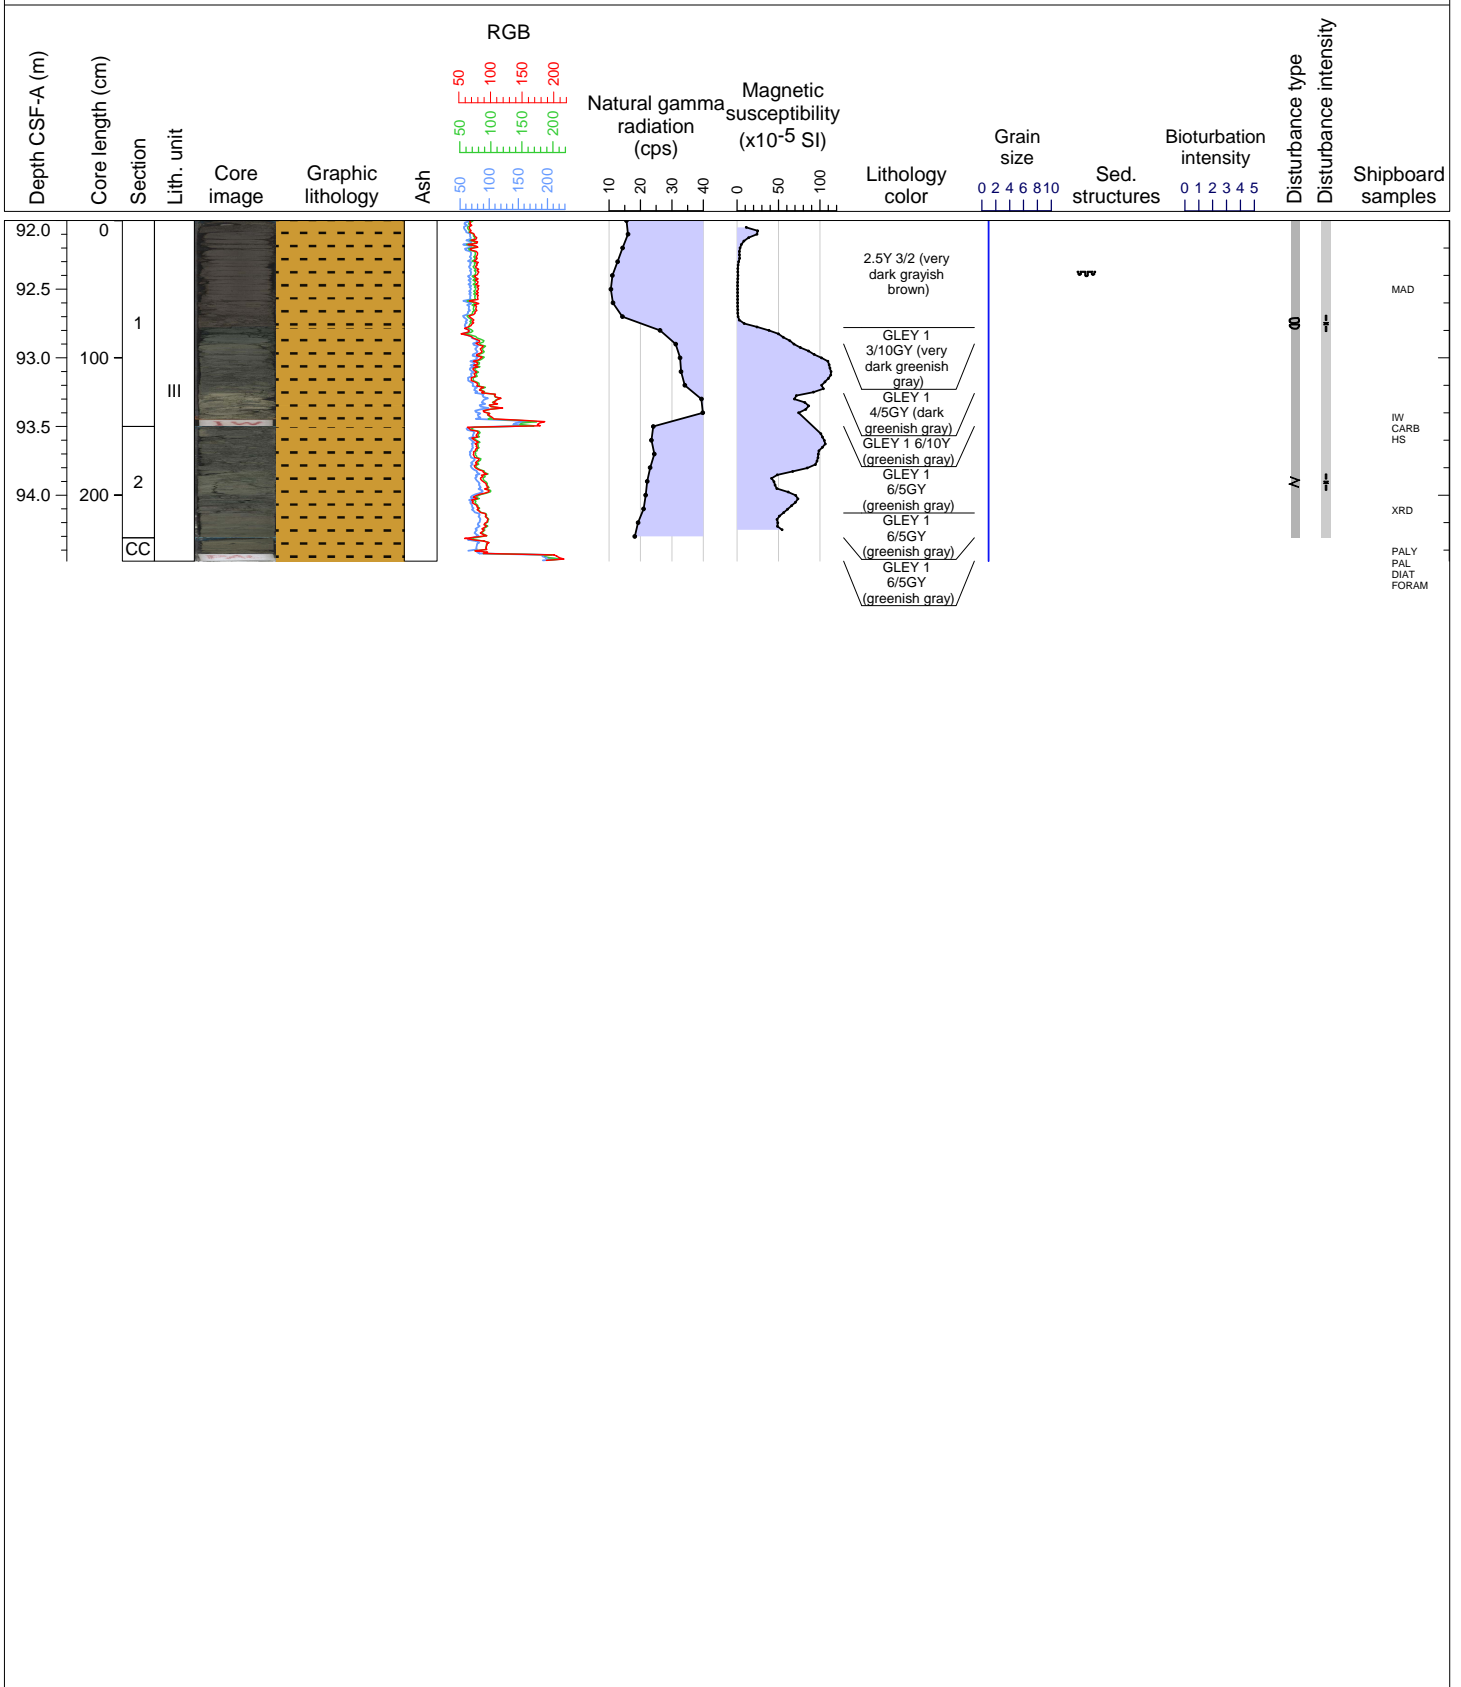 RGB
50 100 150 200
50 100 150 200
50 100 150 200
Depth CSF-A (m)
Core length (cm)
Section
Lith. unit
Core
image
Graphic
lithology
Ash
Natural gamma
radiation
(cps)
10 20 30 40
Magnetic
susceptibility
(x10-5 SI)
0 50 100
Lithology
color
Grain
size
0 2 4 6 8 10
Sed.
structures
Bioturbation
intensity
0 1 2 3 4 5
Disturbance type
Disturbance intensity
Shipboard
samples
92.0
92.5
93.0
93.5
94.0
0
100
200
1
2
CC
III
IW
PAL
2.5Y 3/2 (very
dark grayish
brown)
GLEY 1
3/10GY (very
dark greenish
gray)
GLEY 1
4/5GY (dark
greenish gray)
GLEY 1 6/10Y
(greenish gray)
GLEY 1
6/5GY
(greenish gray)
GLEY 1
6/5GY
(greenish gray)
GLEY 1
6/5GY
(greenish gray)
MAD
IW
CARB
HS
XRD
PALY
PAL
DIAT
FORAM